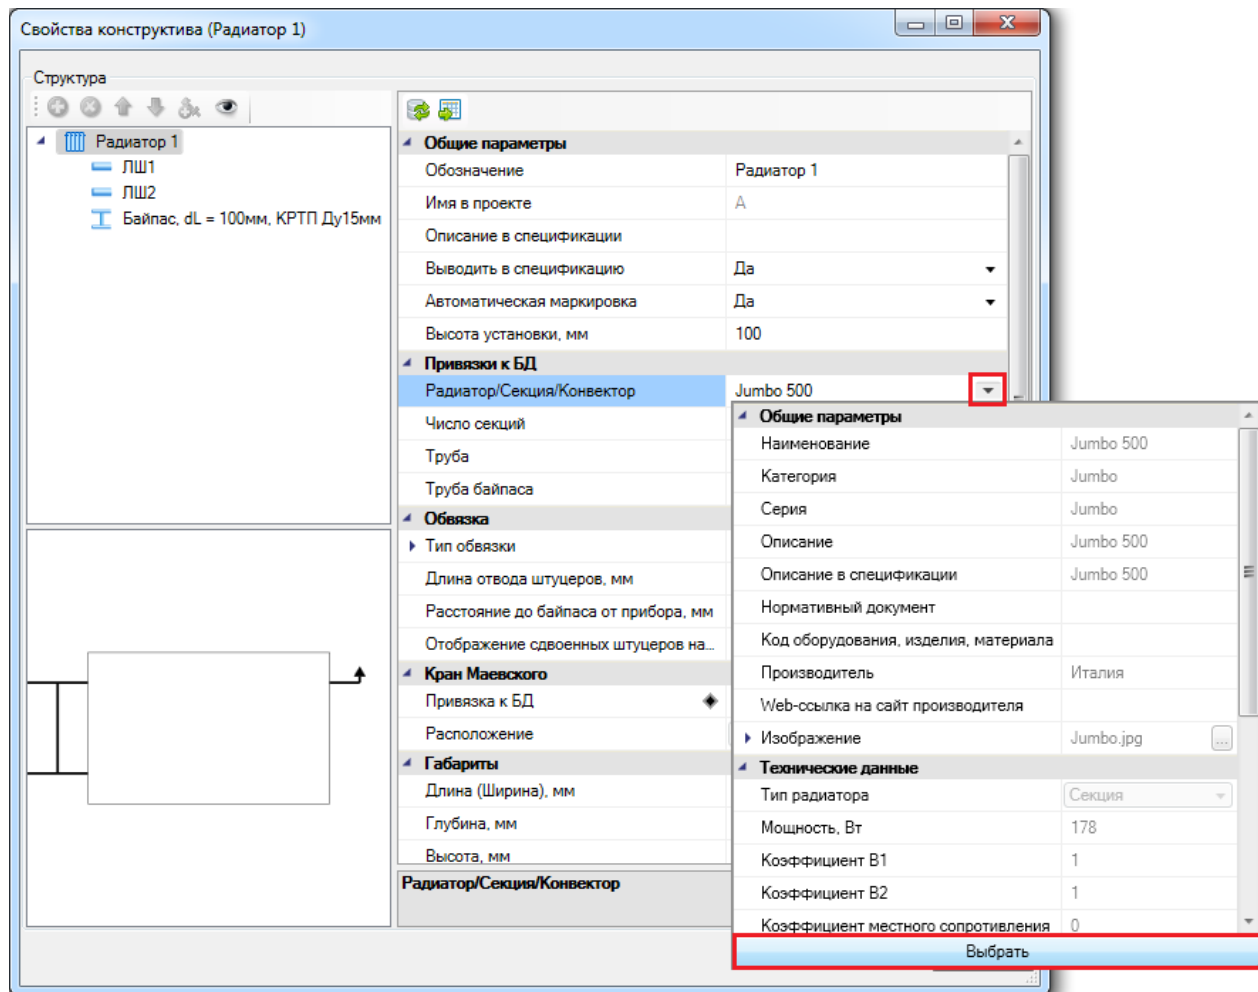 Свойства конструктива (Радиатор 1)
Структура
Радиатор 1
ЛШ1
ЛШ2
Байпас, dL = 100мм, КРТП Ду15мм
Общие параметры
Обозначение Радиатор 1
Имя в проекте А
Описание в спецификации
Выводить в спецификацию Да
Автоматическая маркировка Да
Высота установки, мм 100
Привязки к БД
Радиатор/Секция/Конвектор Jumbo 500
Число секций
Труба
Труба байпаса
Обвязка
Тип обвязки
Длина отвода штуцеров, мм
Расстояние до байпаса от прибора, мм
Отображение сдвоенных штуцеров на...
Кран Маевского
Привязка к БД
Расположение
Габариты
Длина (Ширина), мм
Глубина, мм
Высота, мм
Радиатор/Секция/Конвектор
Общие параметры
Наименование Jumbo 500
Категория Jumbo
Серия Jumbo
Описание Jumbo 500
Описание в спецификации Jumbo 500
Нормативный документ
Код оборудования, изделия, материала
Производитель Италия
Web-ссылка на сайт производителя
Изображение Jumbo.jpg ...
Технические данные
Тип радиатора Секция
Мощность, Вт 178
Коэффициент В1 1
Коэффициент В2 1
Коэффициент местного сопротивления 0
Выбрать